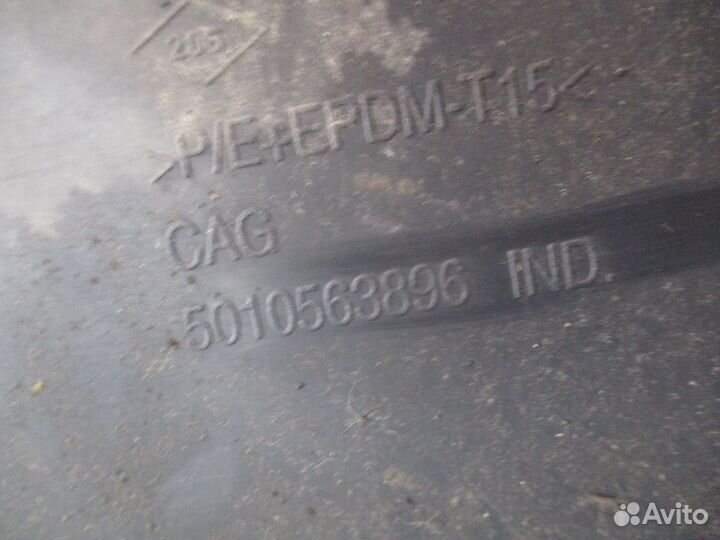 205
>P/E+EPDM-T15<
CAG
5010563896 IND.
Avito